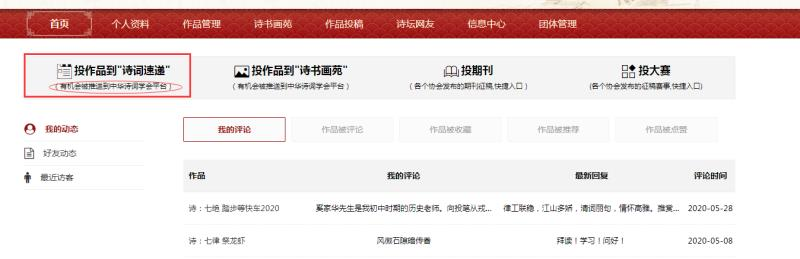 首页 个人资料 作品管理 诗书画苑 作品投稿 诗坛网友 信息中心 团体管理
投作品到"诗词速递" 投作品到"诗书画苑" 投期刊 投大赛
(有机会被推送到中华诗词学会平台) (有机会被推送到中华诗词学会平台) (各个协会发布的期刊征稿,快捷入口) (各个协会发布的征稿赛事,快捷入口)
我的动态 我的评论 作品被评论 作品被收藏 作品被推荐 作品被点赞
好友动态
最近访客 作品 我的评论 最新回复 评论时间
诗：七绝 踏步等快车2020 奚家华先生是我初中时期的历史老师。向投笔从戎... 律工联稳，江山多娇，清词丽句，情怀高雅。推赏... 2020-05-28
诗：七律 祭龙虾 风傲石隙瞻传香 拜读！学习！问好！ 2020-05-08